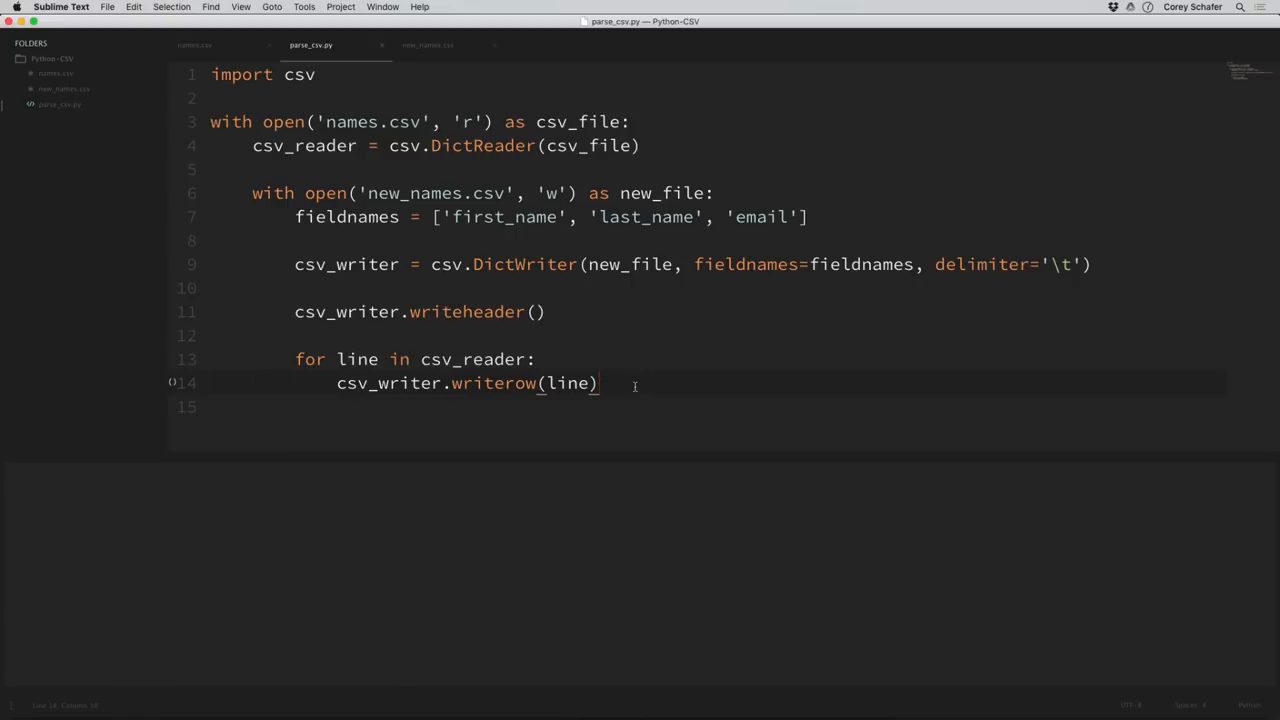 Sublime Text File Edit Selection Find View Goto Tools Project Window Help Corey Schafer
parse_csv.py — Python-CSV
FOLDERS
Python-CSV
names.csv
new_names.csv
parse_csv.py
names.csv parse_csv.py new_names.csv
1 import csv
2
3 with open('names.csv', 'r') as csv_file:
4 csv_reader = csv.DictReader(csv_file)
5
6 with open('new_names.csv', 'w') as new_file:
7 fieldnames = ['first_name', 'last_name', 'email']
8
9 csv_writer = csv.DictWriter(new_file, fieldnames=fieldnames, delimiter='\t')
10
11 csv_writer.writeheader()
12
13 for line in csv_reader:
14 csv_writer.writerow(line)
15
Line 14, Column UTF-8 Spaces: Python